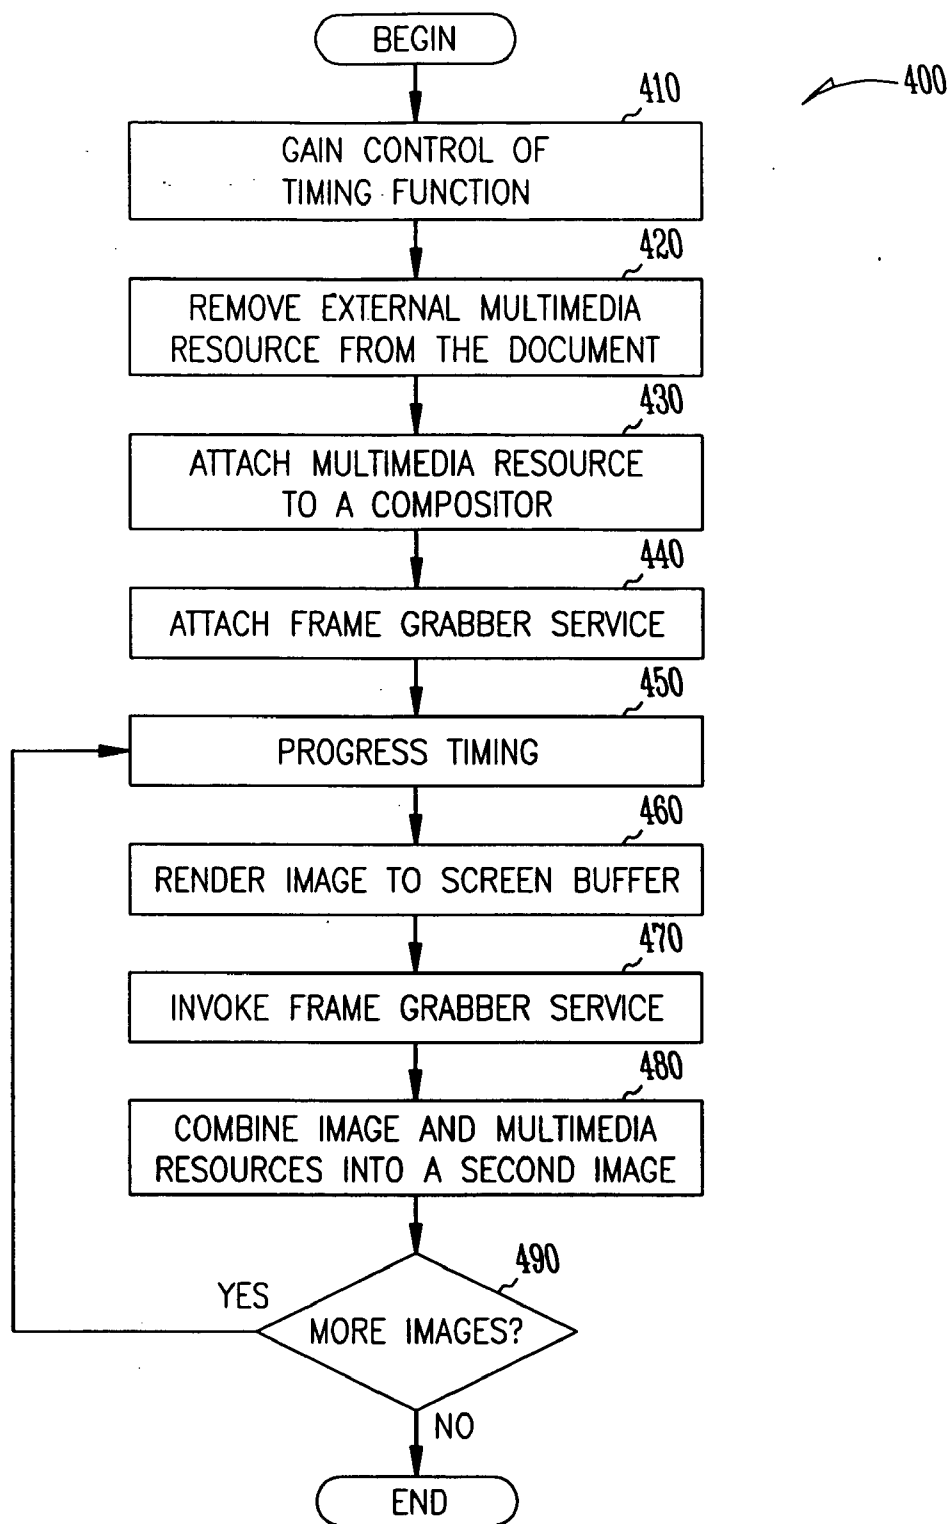 BEGIN
400
410
GAIN CONTROL OF
TIMING FUNCTION
420
REMOVE EXTERNAL MULTIMEDIA
RESOURCE FROM THE DOCUMENT
430
ATTACH MULTIMEDIA RESOURCE
TO A COMPOSITOR
440
ATTACH FRAME GRABBER SERVICE
450
PROGRESS TIMING
460
RENDER IMAGE TO SCREEN BUFFER
470
INVOKE FRAME GRABBER SERVICE
480
COMBINE IMAGE AND MULTIMEDIA
RESOURCES INTO A SECOND IMAGE
490
YES
MORE IMAGES?
NO
END